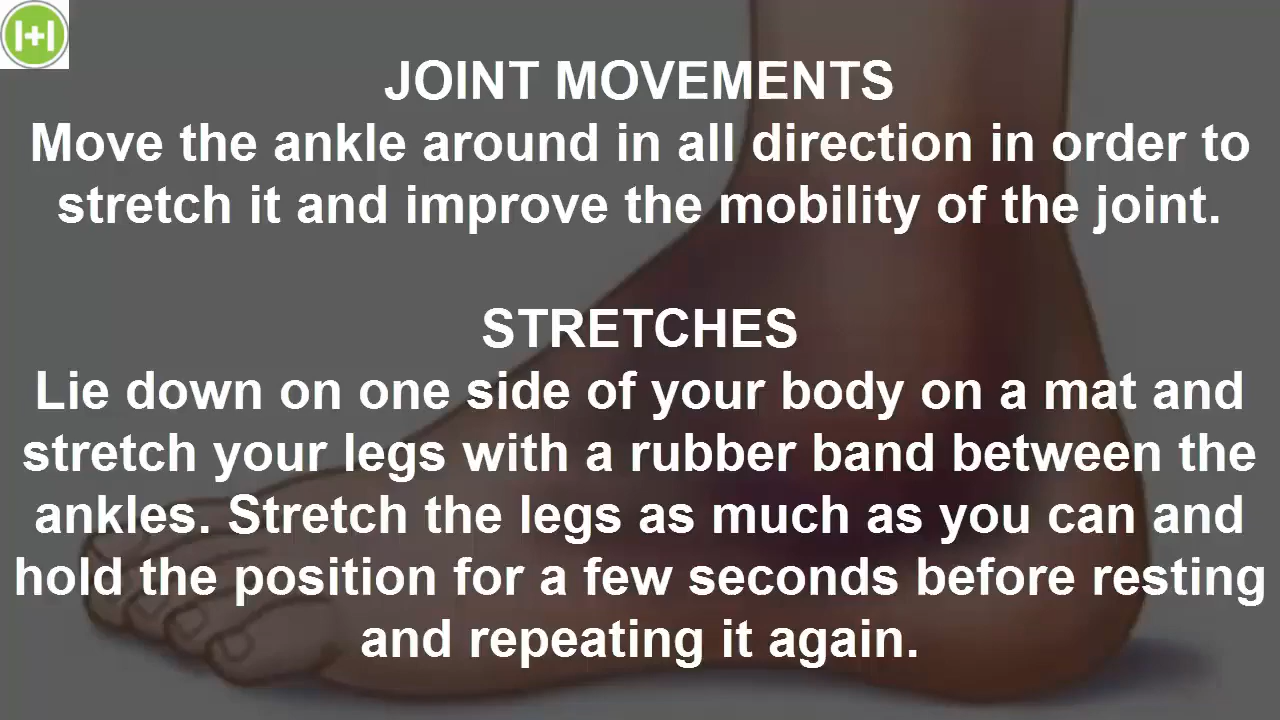 JOINT MOVEMENTS
Move the ankle around in all direction in order to
stretch it and improve the mobility of the joint.
STRETCHES
Lie down on one side of your body on a mat and
stretch your legs with a rubber band between the
ankles. Stretch the legs as much as you can and
hold the position for a few seconds before resting
and repeating it again.